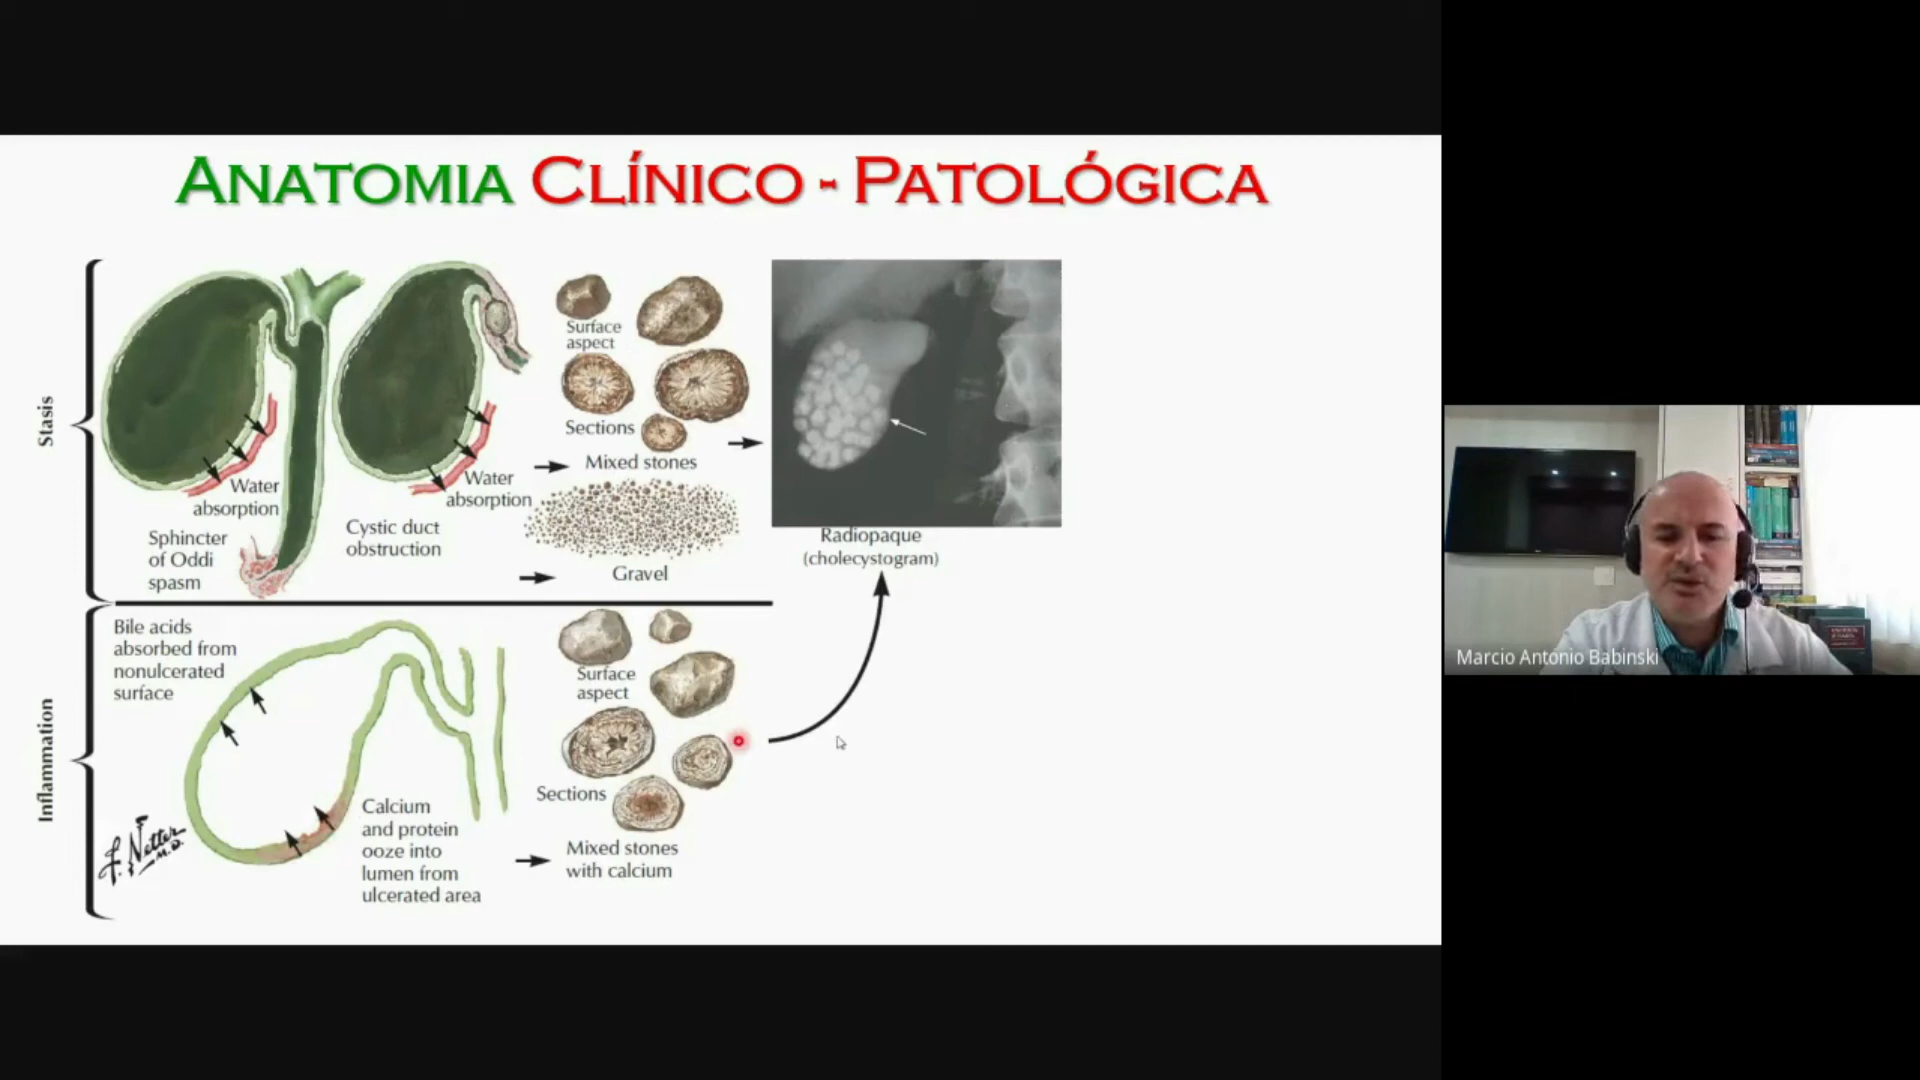 ANATOMIA CLÍNICO - PATOLÓGICA
Stasis
Water
absorption
Sphincter
of Oddi
spasm
Water
absorption
Cystic duct
obstruction
Surface
aspect
Sections
Mixed stones
Gravel
Radiopaque
(cholecystogram)
Inflammation
Bile acids
absorbed from
nonulcerated
surface
Calcium
and protein
ooze into
lumen from
ulcerated area
Surface
aspect
Sections
Mixed stones
with calcium
F. Netter
M.D.
Marcio Antonio Babinski